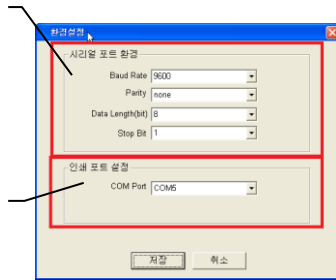 환경설정
시리얼 포트 환경
Baud Rate 9600
Parity none
Data Length(bit) 8
Stop Bit 1
인쇄 포트 설정
COM Port COM5
저장 취소